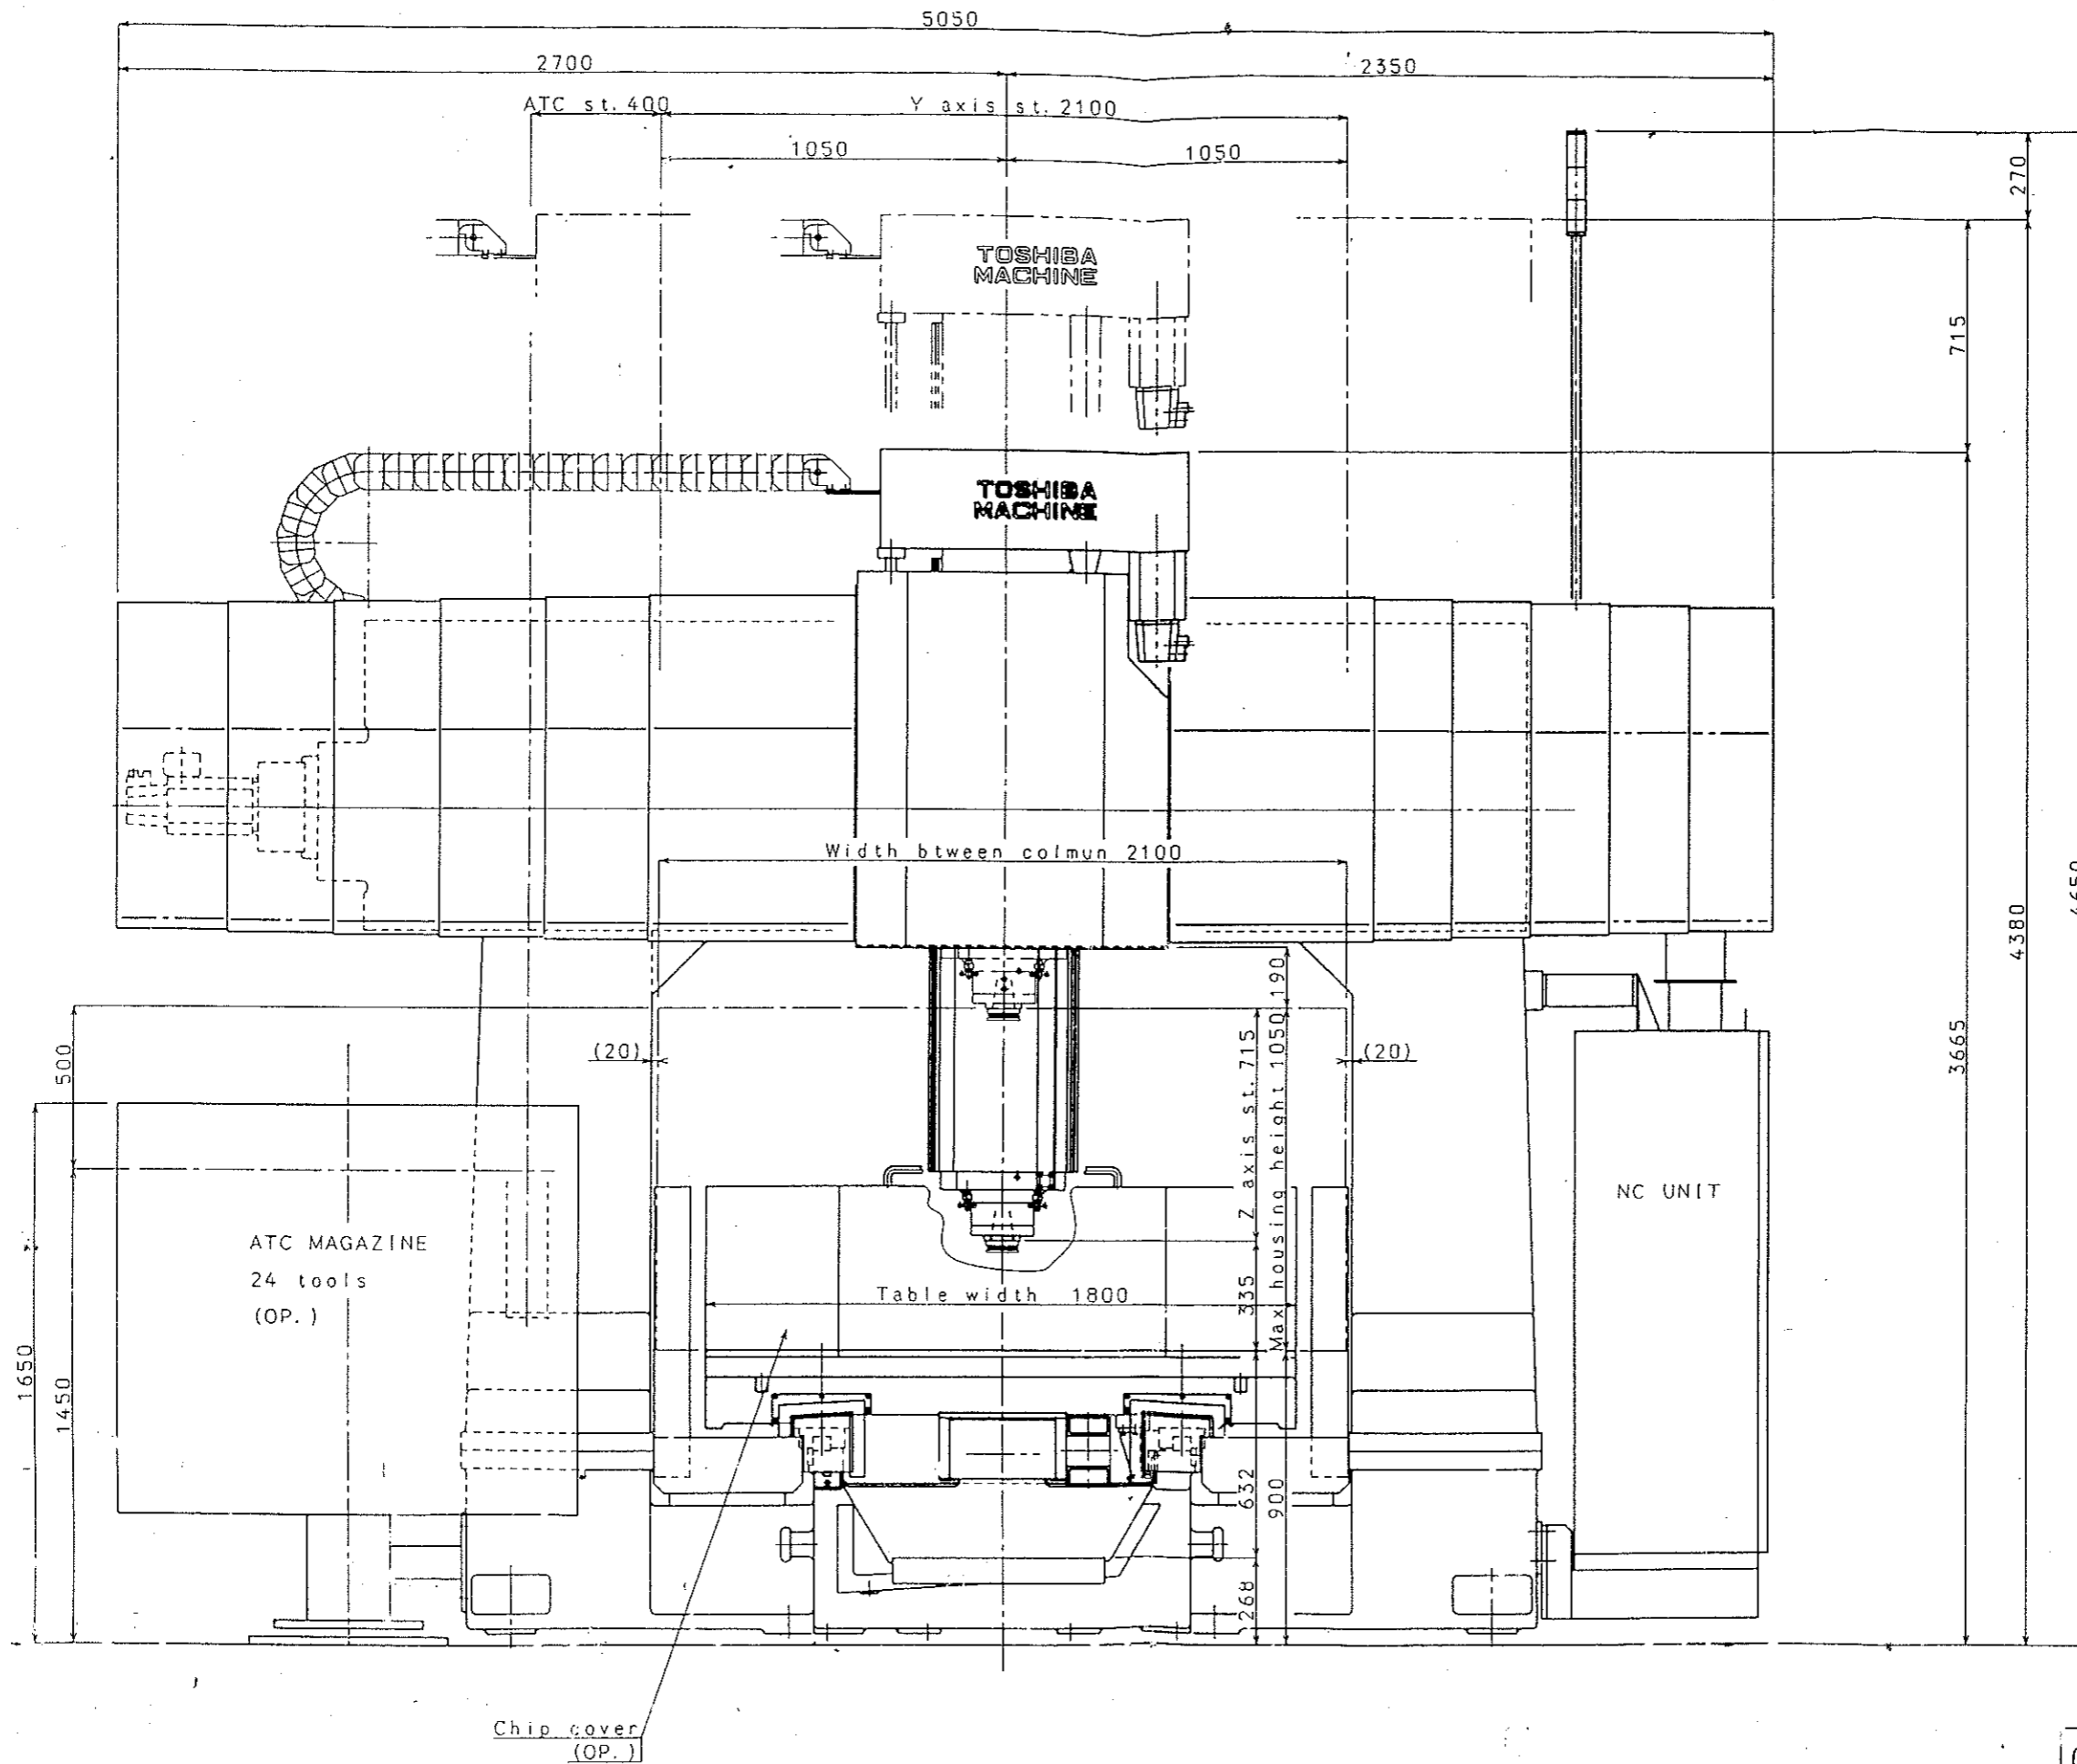 5050
2700
2350
ATC st. 400
Y axis st. 2100
1050
1050
270
TOSHIBA
MACHINE
715
TOSHIBA
MACHINE
Width btween colmun 2100
4650
4380
190
3665
500
(20)
(20)
Z axis st. 715
Max housing height 1050
NC UNIT
ATC MAGAZINE
24 tools
(OP.)
335
Table width 1800
1650
1450
632
900
268
Chip cover
(OP.)